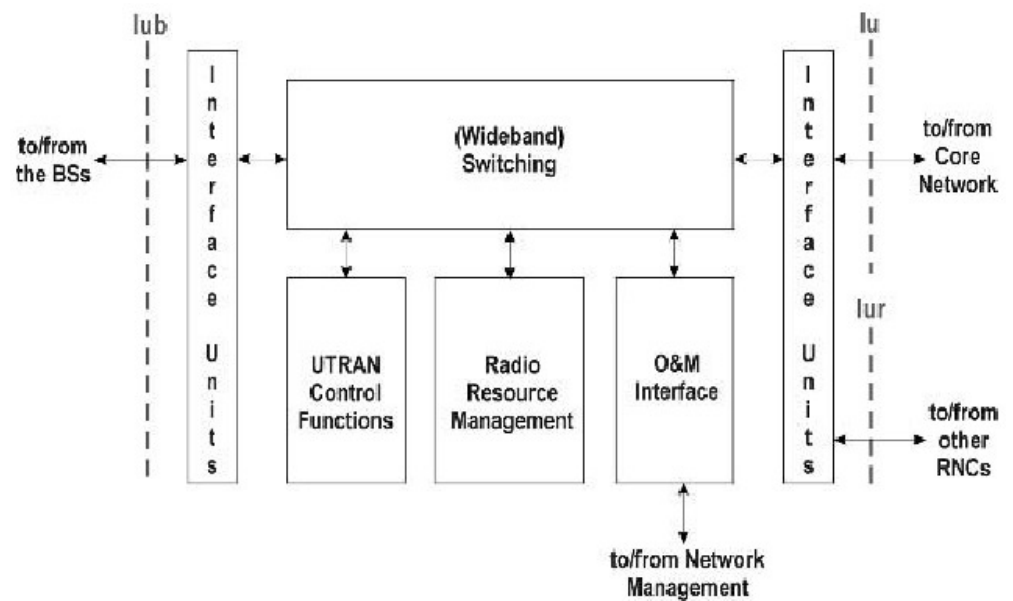 Iub
Iu
Interface Units
(Wideband)
Switching
Interface Units
to/from
the BSs
to/from
Core
Network
UTRAN
Control
Functions
Radio
Resource
Management
O&M
Interface
Iur
to/from
other
RNCs
to/from Network
Management